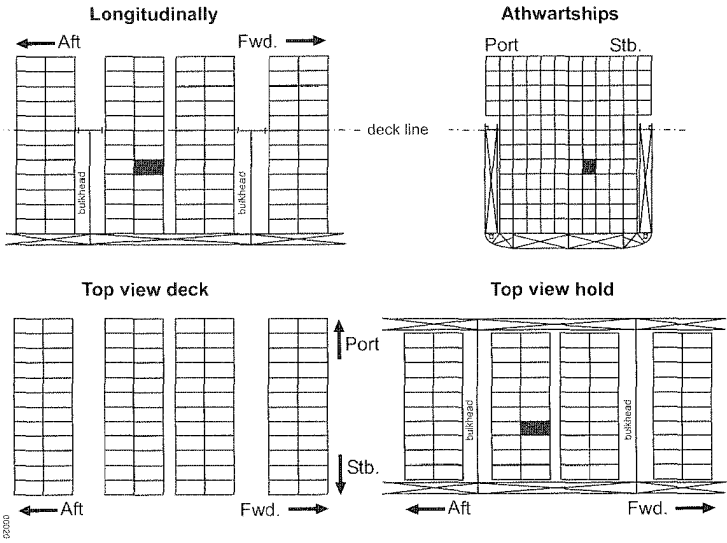 Longitudinally
Athwartships
Aft
Fwd.
Port
Stb.
deck line
bulkhead
bulkhead
Top view deck
Top view hold
Port
Stb.
bulkhead
bulkhead
Aft
Fwd.
Aft
Fwd.